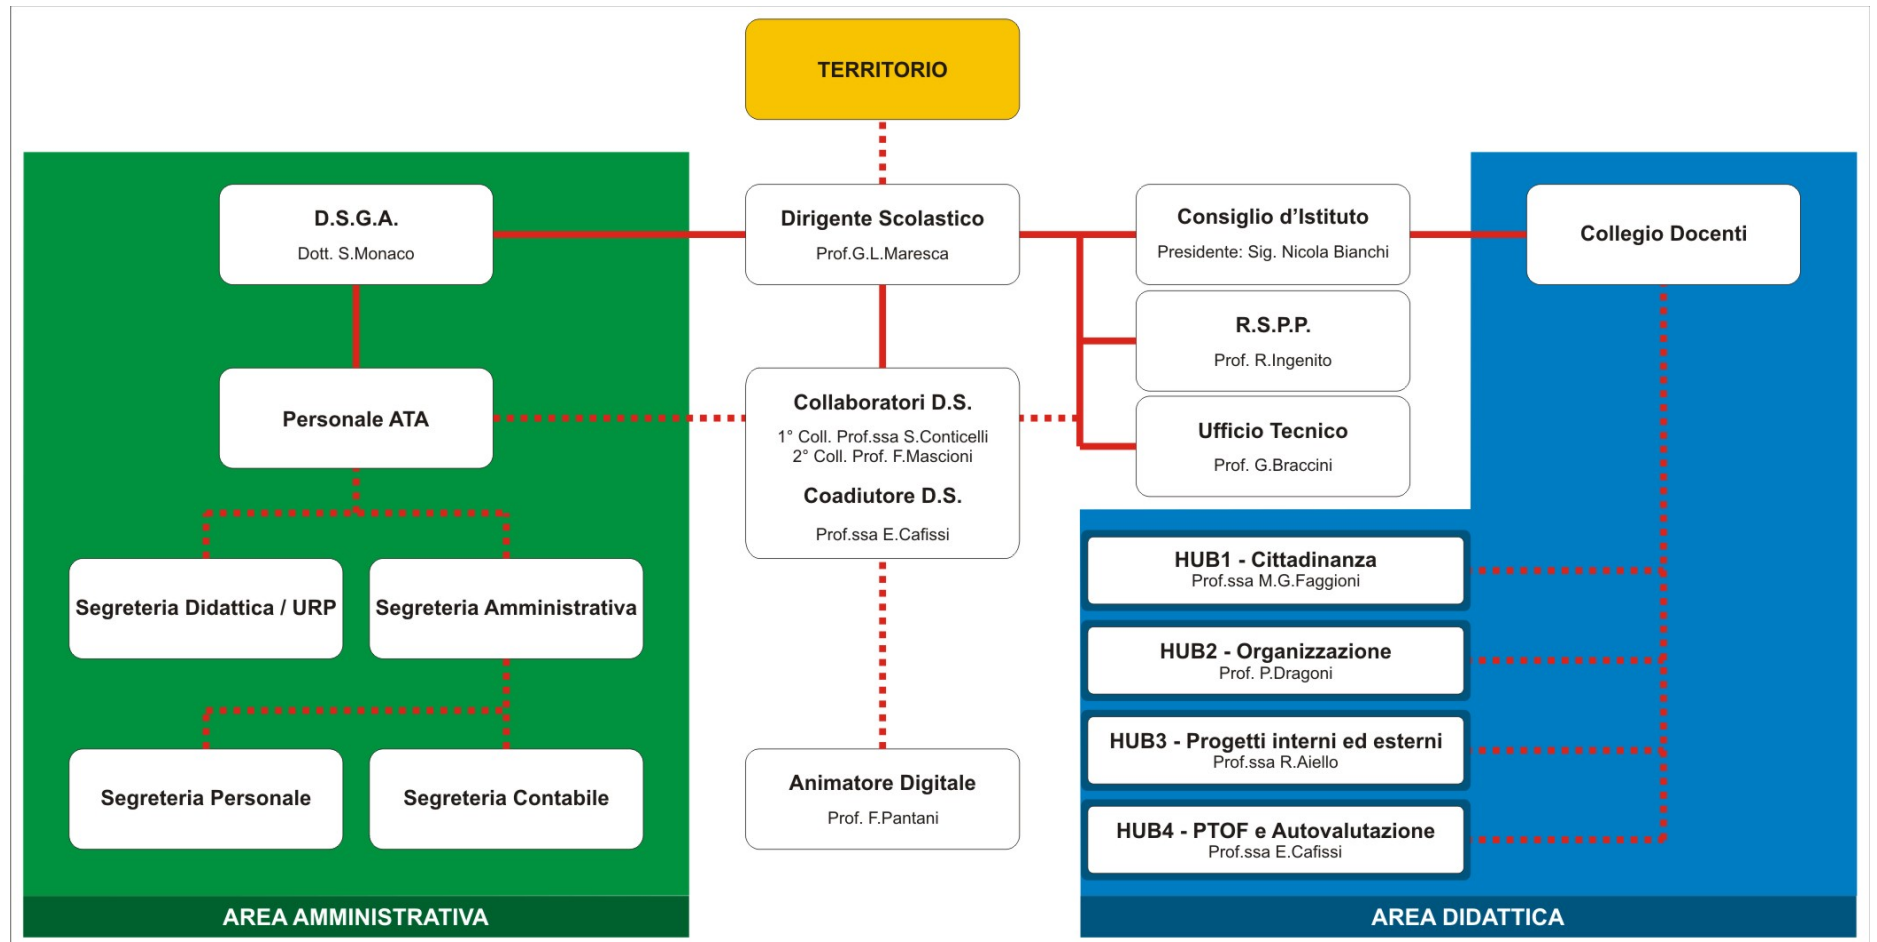 TERRITORIO
D.S.G.A.
Dott. S.Monaco
Dirigente Scolastico
Prof.G.L.Maresca
Consiglio d’Istituto
Presidente: Sig. Nicola Bianchi
Collegio Docenti
R.S.P.P.
Prof. R.Ingenito
Personale ATA
Collaboratori D.S.
1° Coll. Prof.ssa S.Conticelli
2° Coll. Prof. F.Mascioni
Coadiutore D.S.
Prof.ssa E.Cafissi
Ufficio Tecnico
Prof. G.Braccini
Segreteria Didattica / URP
Segreteria Amministrativa
Segreteria Personale
Segreteria Contabile
Animatore Digitale
Prof. F.Pantani
HUB1 - Cittadinanza
Prof.ssa M.G.Faggioni
HUB2 - Organizzazione
Prof. P.Dragoni
HUB3 - Progetti interni ed esterni
Prof.ssa R.Aiello
HUB4 - PTOF e Autovalutazione
Prof.ssa E.Cafissi
AREA AMMINISTRATIVA
AREA DIDATTICA